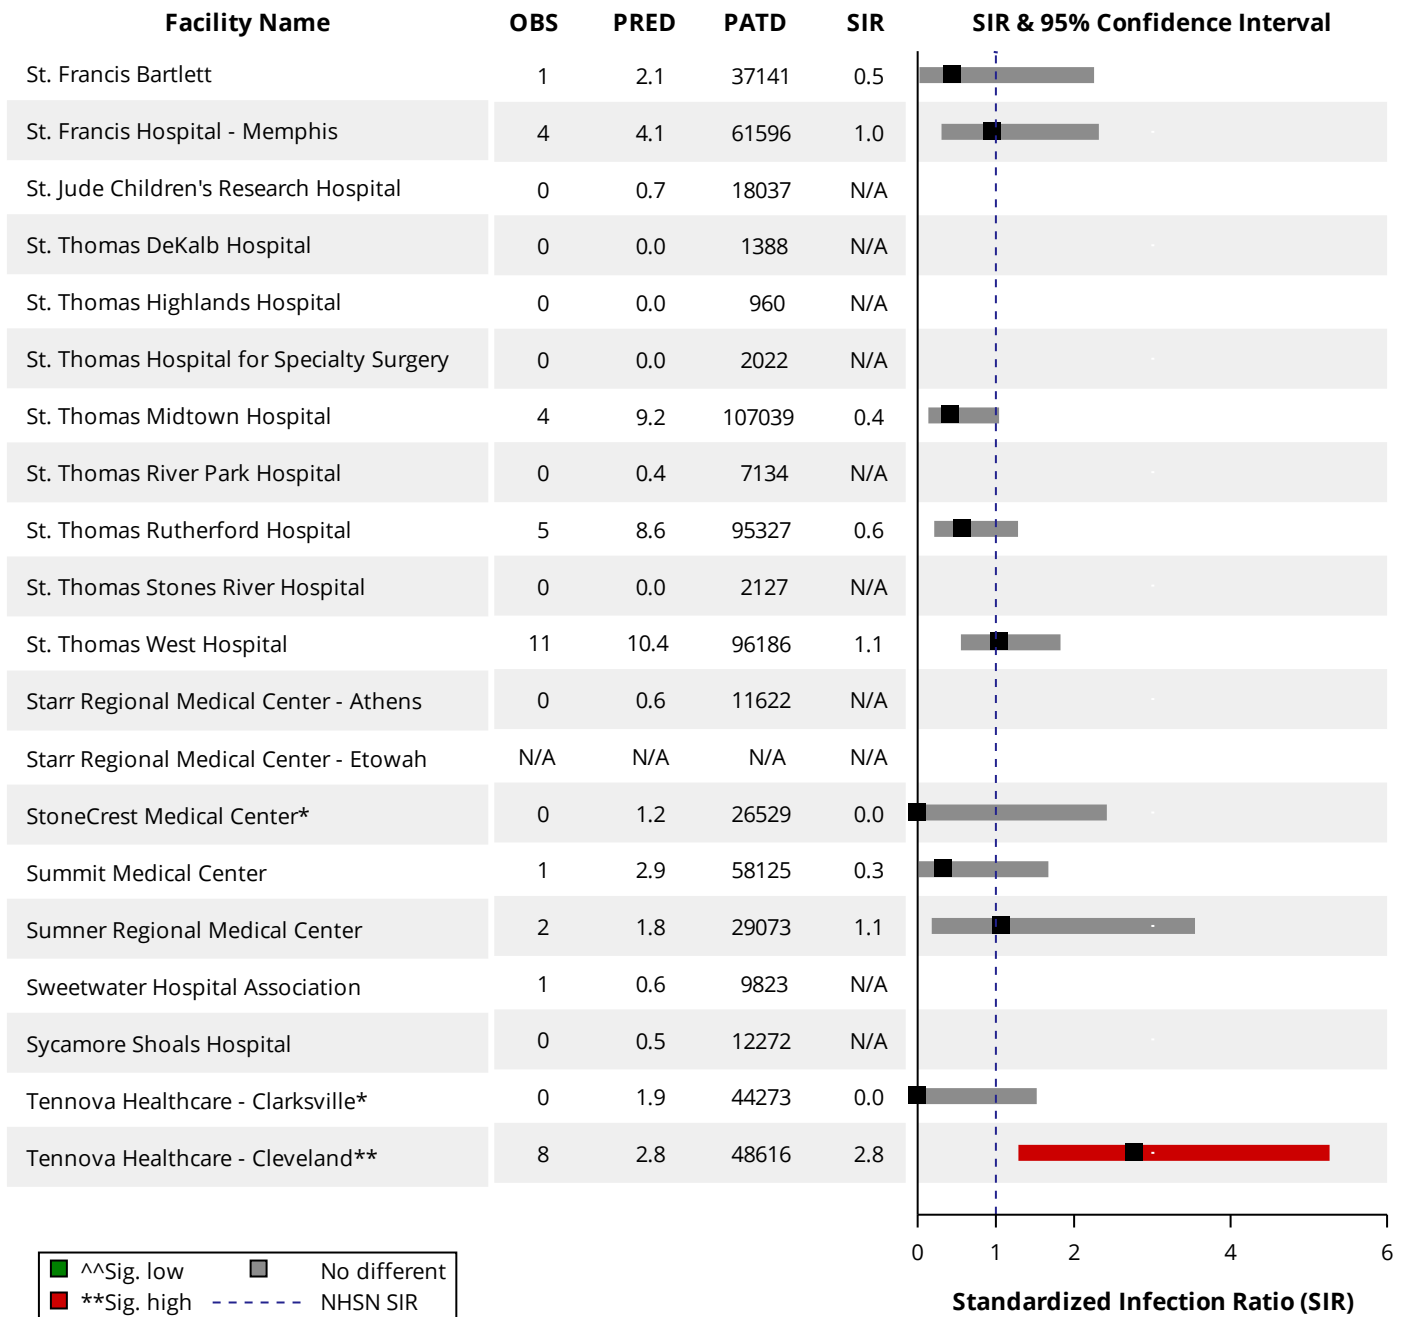 Facility Name OBS PRED PATD SIR SIR & 95% Confidence Interval
St. Francis Bartlett 1 2.1 37141 0.5
St. Francis Hospital - Memphis 4 4.1 61596 1.0
St. Jude Children's Research Hospital 0 0.7 18037 N/A
St. Thomas DeKalb Hospital 0 0.0 1388 N/A
St. Thomas Highlands Hospital 0 0.0 960 N/A
St. Thomas Hospital for Specialty Surgery 0 0.0 2022 N/A
St. Thomas Midtown Hospital 4 9.2 107039 0.4
St. Thomas River Park Hospital 0 0.4 7134 N/A
St. Thomas Rutherford Hospital 5 8.6 95327 0.6
St. Thomas Stones River Hospital 0 0.0 2127 N/A
St. Thomas West Hospital 11 10.4 96186 1.1
Starr Regional Medical Center - Athens 0 0.6 11622 N/A
Starr Regional Medical Center - Etowah N/A N/A N/A N/A
StoneCrest Medical Center* 0 1.2 26529 0.0
Summit Medical Center 1 2.9 58125 0.3
Sumner Regional Medical Center 2 1.8 29073 1.1
Sweetwater Hospital Association 1 0.6 9823 N/A
Sycamore Shoals Hospital 0 0.5 12272 N/A
Tennova Healthcare - Clarksville* 0 1.9 44273 0.0
Tennova Healthcare - Cleveland** 8 2.8 48616 2.8
0 1 2 4 6
^^Sig. low No different
**Sig. high NHSN SIR
Standardized Infection Ratio (SIR)